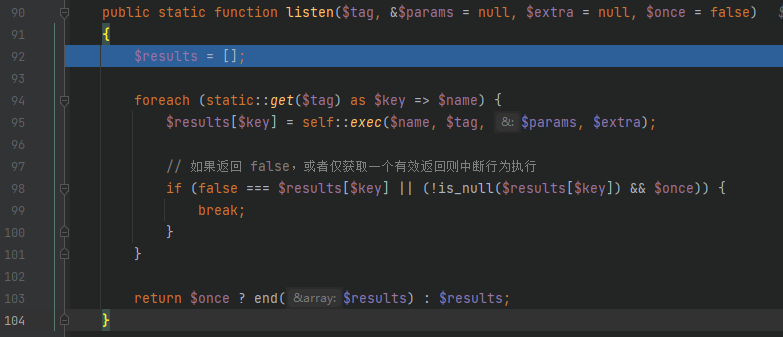 90 public static function listen($tag, &$params = null, $extra = null, $once = false)
91 {
92 $results = [];
93
94 foreach (static::get($tag) as $key => $name) {
95 $results[$key] = self::exec($name, $tag, &: $params, $extra);
96
97 // 如果返回 false，或者仅获取一个有效返回则中断行为执行
98 if (false === $results[$key] || (!is_null($results[$key]) && $once)) {
99 break;
100 }
101 }
102
103 return $once ? end( &array: $results) : $results;
104 }